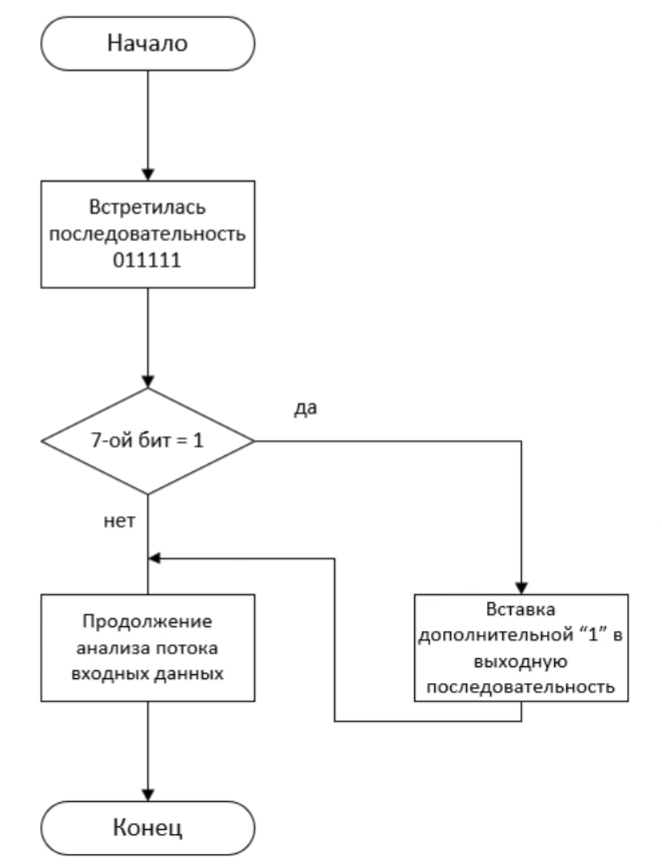 Начало
Встретилась
последовательность
011111
да
7-ой бит = 1
нет
Продолжение
анализа потока
входных данных
Вставка
дополнительной “1” в
выходную
последовательность
Конец